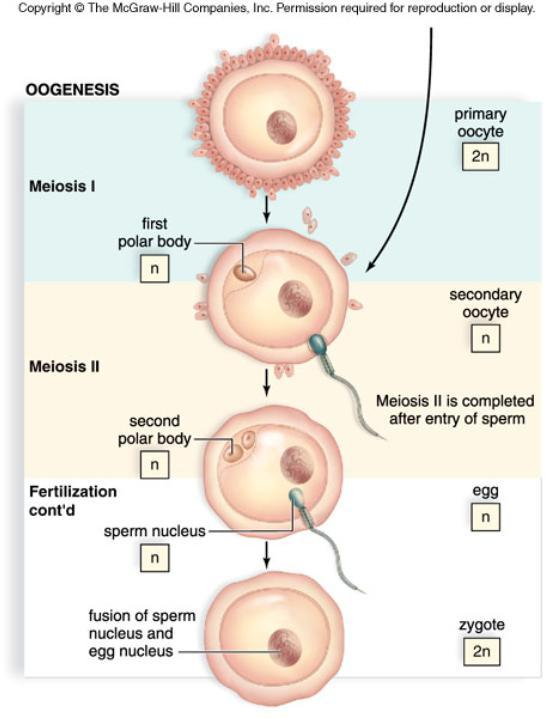 Copyright © The McGraw-Hill Companies, Inc. Permission required for reproduction or display.
OOGENESIS
primary
oocyte
2n
Meiosis I
first
polar body
n
secondary
oocyte
n
Meiosis II
Meiosis II is completed
after entry of sperm
second
polar body
n
Fertilization
cont'd
egg
n
sperm nucleus
n
fusion of sperm
nucleus and
egg nucleus
zygote
2n